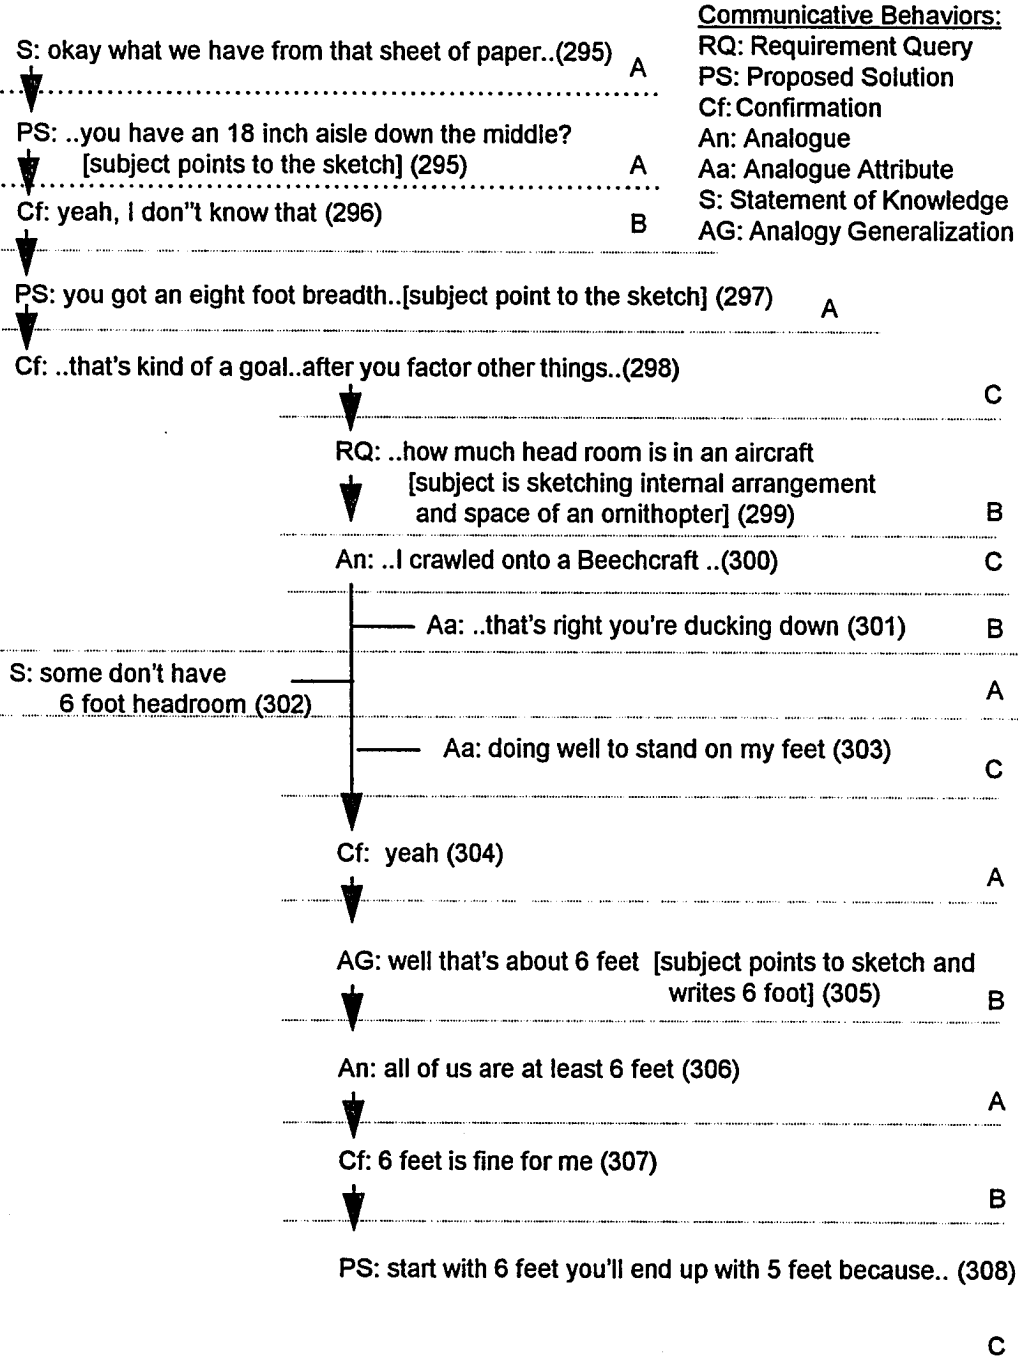 Communicative Behaviors:
RQ: Requirement Query
PS: Proposed Solution
Cf: Confirmation
An: Analogue
Aa: Analogue Attribute
S: Statement of Knowledge
AG: Analogy Generalization
S: okay what we have from that sheet of paper..(295)
A
PS: ..you have an 18 inch aisle down the middle?
[subject points to the sketch] (295)
A
Cf: yeah, I don"t know that (296)
B
PS: you got an eight foot breadth..[subject point to the sketch] (297)
A
Cf: ..that's kind of a goal..after you factor other things..(298)
C
RQ: ..how much head room is in an aircraft
[subject is sketching internal arrangement
and space of an ornithopter] (299)
B
An: ..I crawled onto a Beechcraft ..(300)
C
Aa: ..that's right you're ducking down (301)
B
S: some don't have
6 foot headroom (302)
A
Aa: doing well to stand on my feet (303)
C
Cf: yeah (304)
A
AG: well that's about 6 feet [subject points to sketch and
writes 6 foot] (305)
B
An: all of us are at least 6 feet (306)
A
Cf: 6 feet is fine for me (307)
B
PS: start with 6 feet you'll end up with 5 feet because.. (308)
C